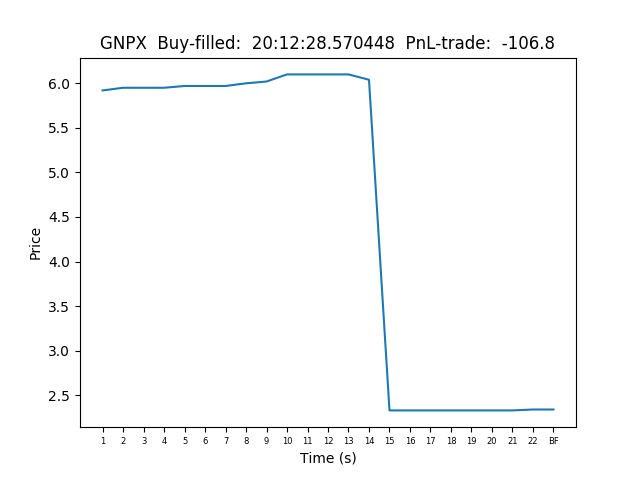 GNPX  Buy-filled:  20:12:28.570448  PnL-trade:  -106.8
Price
6.0
5.5
5.0
4.5
4.0
3.5
3.0
2.5
1 2 3 4 5 6 7 8 9 10 11 12 13 14 15 16 17 18 19 20 21 22 BF
Time (s)